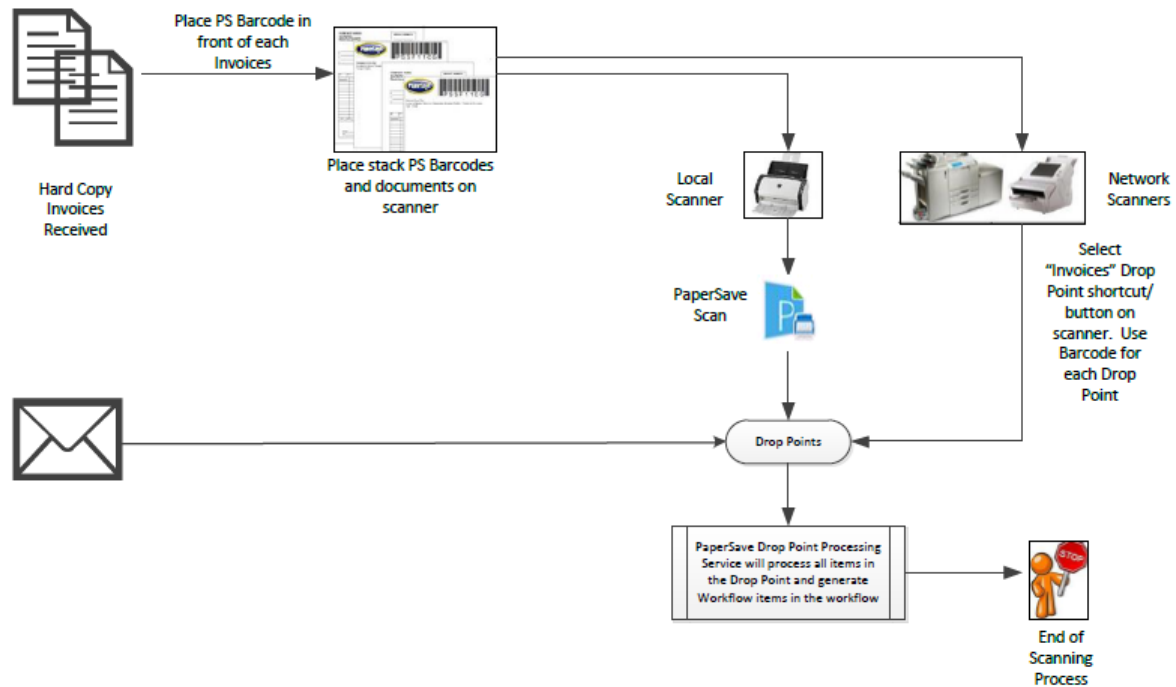 Place PS Barcode in
front of each
Invoices
Place stack PS Barcodes
and documents on
scanner
Hard Copy
Invoices
Received
Local
Scanner
Network
Scanners
PaperSave
Scan
Select
“Invoices” Drop
Point shortcut/
button on
scanner. Use
Barcode for
each Drop
Point
Drop Points
PaperSave Drop Point Processing
Service will process all items in
the Drop Point and generate
Workflow items in the workflow
STOP
End of
Scanning
Process